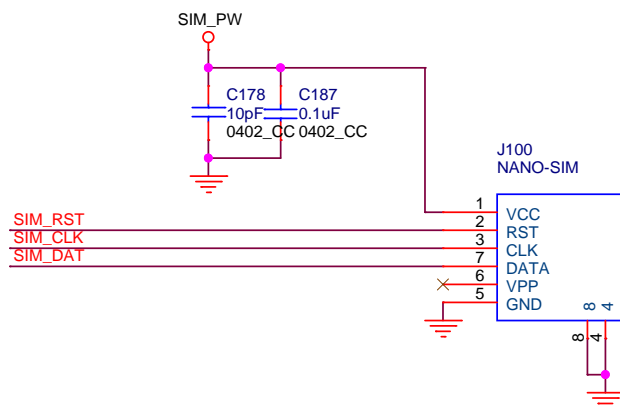 SIM_PW
C178 C187
10pF 0.1uF
0402_CC 0402_CC
J100
NANO-SIM
1 VCC
SIM_RST 2 RST
SIM_CLK 3 CLK
SIM_DAT 7 DATA
6 VPP
5 GND
8 4
8 4